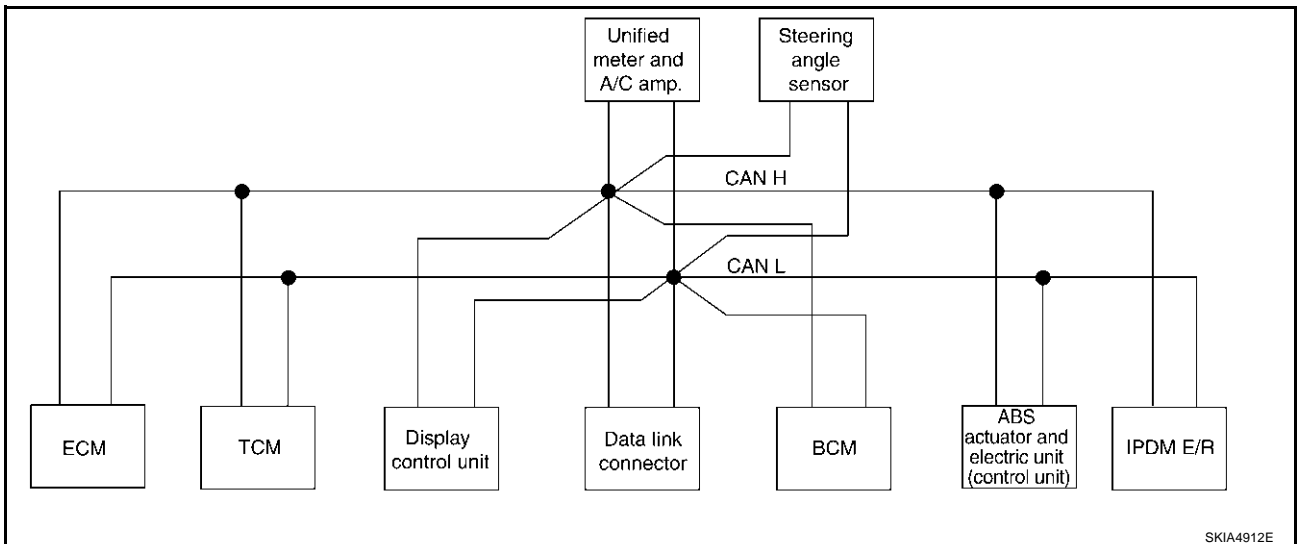 Unified
meter and
A/C amp.
Steering
angle
sensor
CAN H
CAN L
ECM
TCM
Display
control unit
Data link
connector
BCM
ABS
actuator and
electric unit
(control unit)
IPDM E/R
SKIA4912E